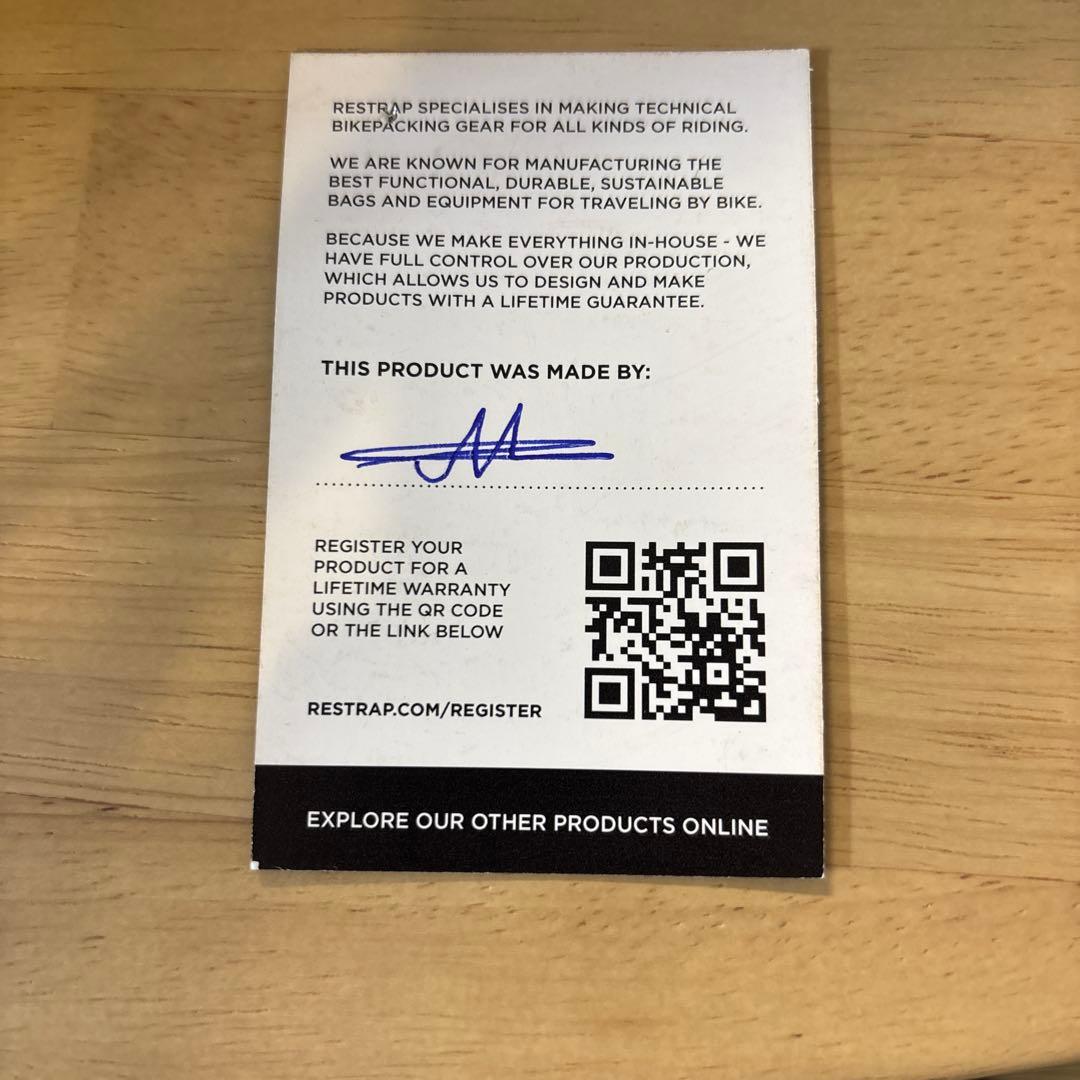 RESTRAP SPECIALISES IN MAKING TECHNICAL
BIKEPACKING GEAR FOR ALL KINDS OF RIDING.
WE ARE KNOWN FOR MANUFACTURING THE
BEST FUNCTIONAL, DURABLE, SUSTAINABLE
BAGS AND EQUIPMENT FOR TRAVELING BY BIKE.
BECAUSE WE MAKE EVERYTHING IN-HOUSE - WE
HAVE FULL CONTROL OVER OUR PRODUCTION,
WHICH ALLOWS US TO DESIGN AND MAKE
PRODUCTS WITH A LIFETIME GUARANTEE.
THIS PRODUCT WAS MADE BY:
REGISTER YOUR
PRODUCT FOR A
LIFETIME WARRANTY
USING THE QR CODE
OR THE LINK BELOW
RESTRAP.COM/REGISTER
EXPLORE OUR OTHER PRODUCTS ONLINE